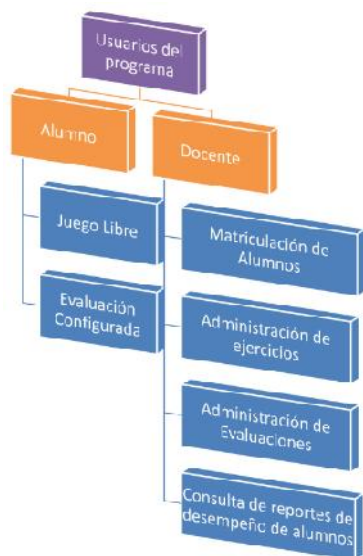 Usuarios del
programa
Alumno
Docente
Juego Libre
Evaluación
Configurada
Matriculación de
Alumnos
Administración de
ejercicios
Administración de
Evaluaciones
Consulta de reportes de
desempeño de alumnos